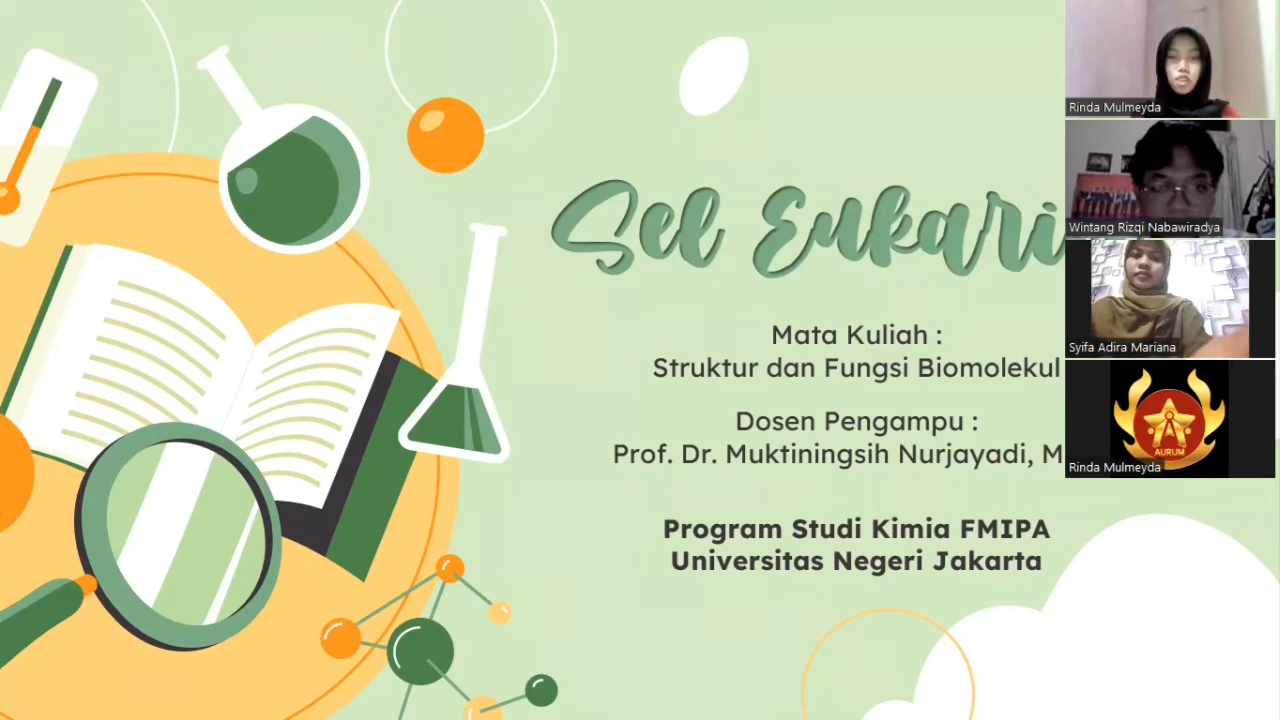 Sel Eukari
Mata Kuliah :
Struktur dan Fungsi Biomolekul
Dosen Pengampu :
Prof. Dr. Muktiningsih Nurjayadi, M
Program Studi Kimia FMIPA
Universitas Negeri Jakarta
Rinda Mulmeyda
Wintang Rizqi Nabawiradya
Syifa Adira Mariana
AURUM
Rinda Mulmeyda